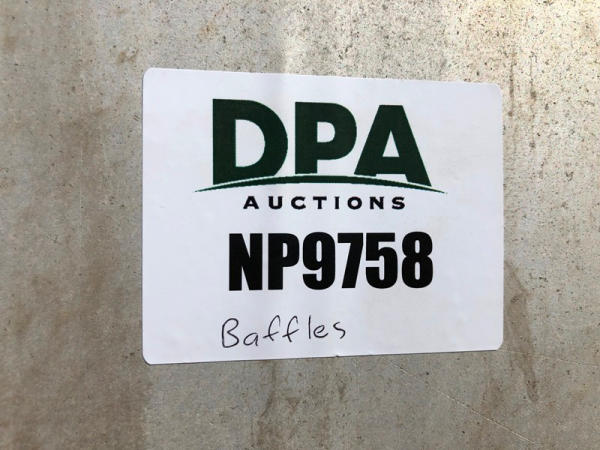 DPA
AUCTIONS
NP9758
Baffles